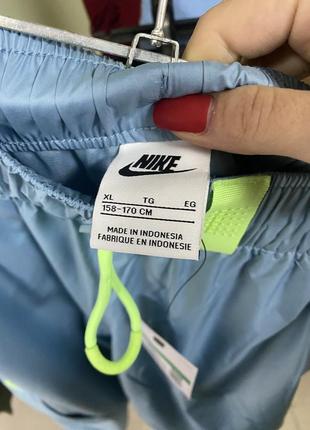 NIKE
XL TG EG
158-170 CM
MADE IN INDONESIA
FABRIQUE EN INDONESIE